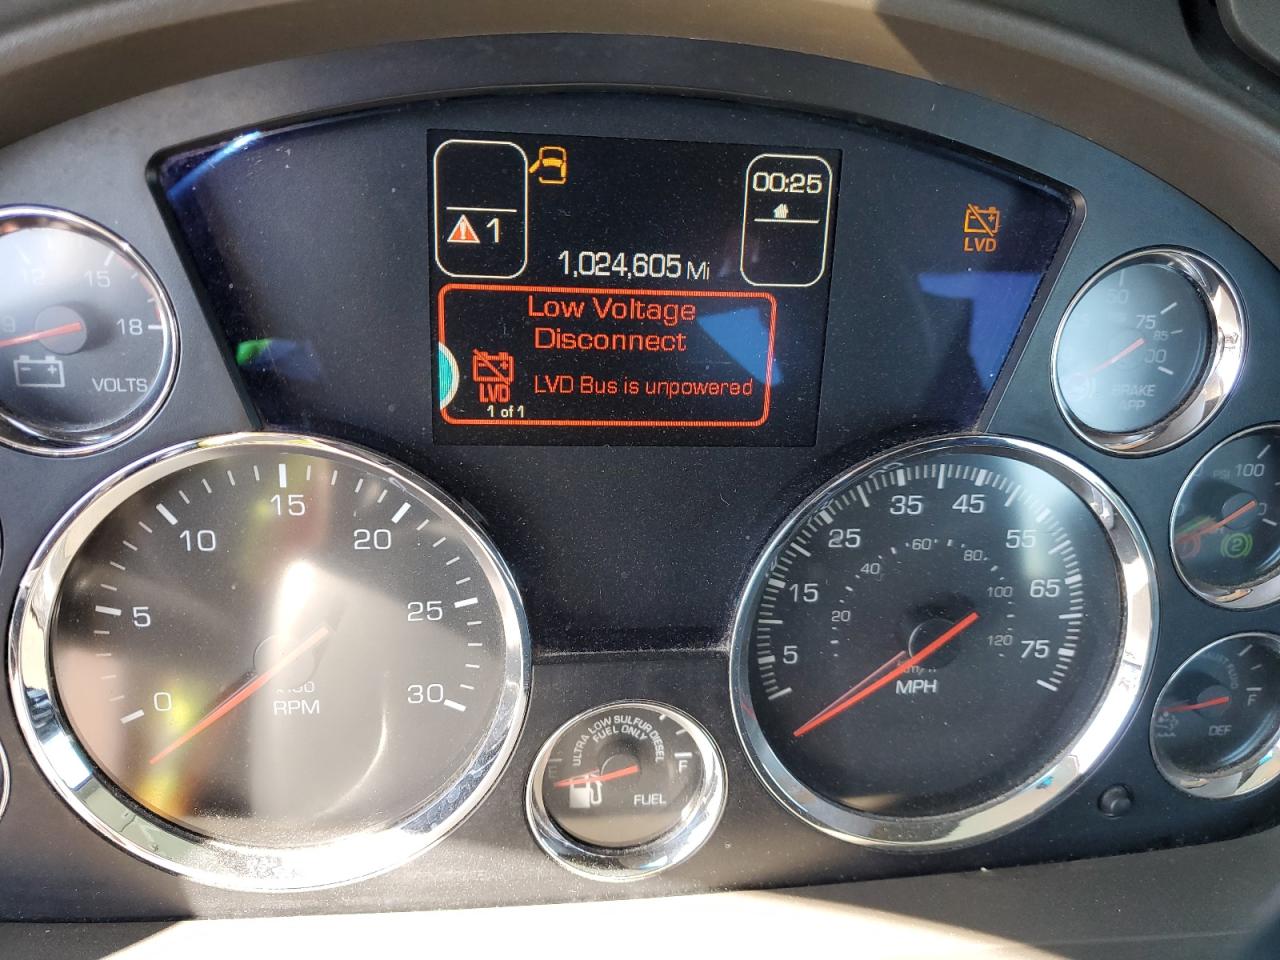 00:25
1
LVD
1,024,605 Mi
Low Voltage
Disconnect
LVD Bus is unpowered
LVD
1 of 1
12
15
18
VOLTS
0
5
10
15
20
25
30
RPM
5
15
25
35
45
55
65
75
20
40
60
80
100
120
MPH
ULTRA LOW SULFUR DIESEL
FUEL ONLY
E
F
FUEL
75
85
BRAKE
APP
PSI
100
2
F
DEF